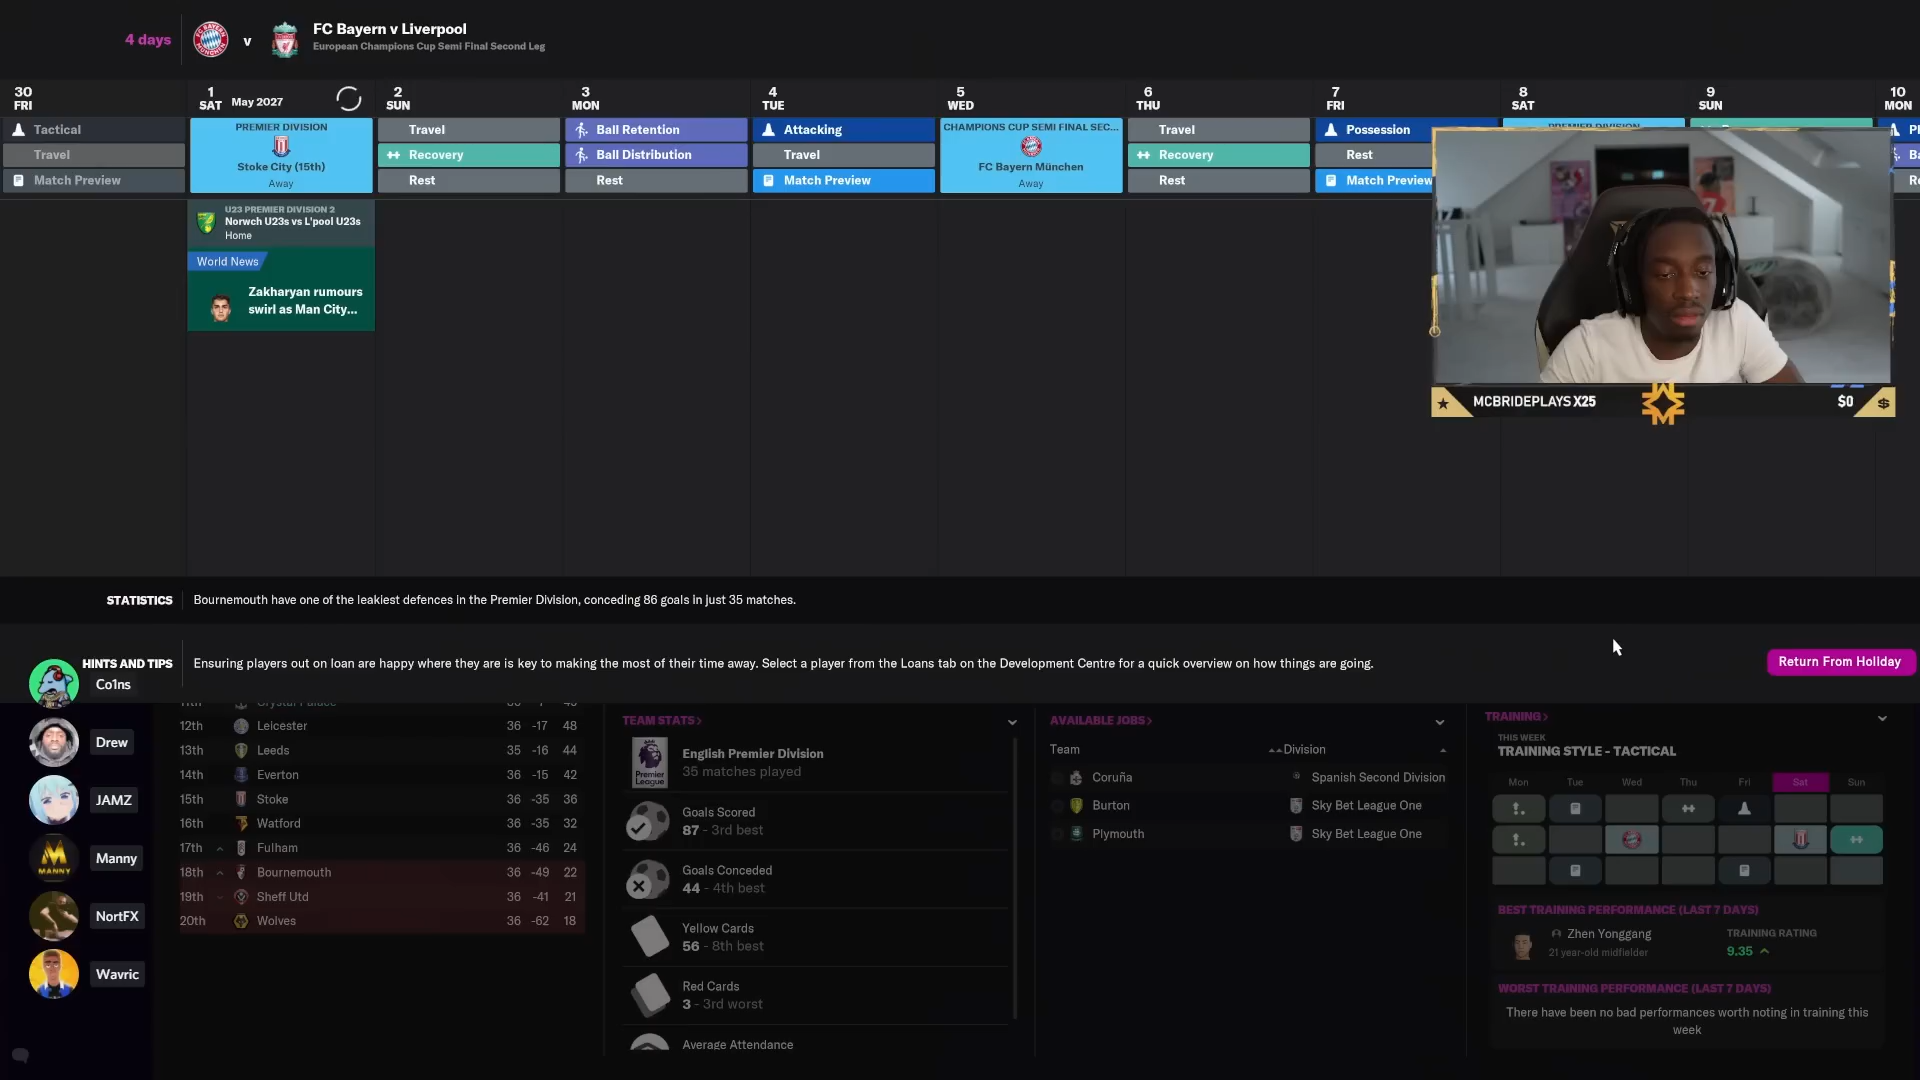 4 days
v
FC Bayern v Liverpool
European Champions Cup Semi Final Second Leg
30
FRI
1
SAT May 2027
2
SUN
3
MON
4
TUE
5
WED
6
THU
7
FRI
8
SAT
9
SUN
10
MON
Tactical
Travel
Match Preview
PREMIER DIVISION
Stoke City (15th)
Away
Travel
Recovery
Rest
Ball Retention
Ball Distribution
Rest
Attacking
Travel
Match Preview
CHAMPIONS CUP SEMI FINAL SEC...
FC Bayern München
Away
Travel
Recovery
Rest
Possession
Rest
Match Preview
U23 PREMIER DIVISION 2
Norwch U23s vs L'pool U23s
Home
World News
Zakharyan rumours
swirl as Man City...
MCBRIDEPLAYS X25
$0
STATISTICS
Bournemouth have one of the leakiest defences in the Premier Division, conceding 86 goals in just 35 matches.
HINTS AND TIPS
Ensuring players out on loan are happy where they are is key to making the most of their time away. Select a player from the Loans tab on the Development Centre for a quick overview on how things are going.
Return From Holiday
Co1ns
Drew
JAMZ
Manny
MANNY
NortFX
Wavric
12th Leicester 36 -17 48
13th Leeds 35 -16 44
14th Everton 36 -15 42
15th Stoke 36 -35 36
16th Watford 36 -35 32
17th Fulham 36 -46 24
18th Bournemouth 36 -49 22
19th Sheff Utd 36 -41 21
20th Wolves 36 -62 18
TEAM STATS >
English Premier Division
35 matches played
Premier
League
Goals Scored
87 - 3rd best
Goals Conceded
44 - 4th best
Yellow Cards
56 - 8th best
Red Cards
3 - 3rd worst
Average Attendance
AVAILABLE JOBS >
Team Division
Coruña Spanish Second Division
Burton Sky Bet League One
Plymouth Sky Bet League One
TRAINING >
THIS WEEK
TRAINING STYLE - TACTICAL
Mon Tue Wed Thu Fri Sat Sun
BEST TRAINING PERFORMANCE (LAST 7 DAYS)
Zhen Yonggang
21 year-old midfielder
TRAINING RATING
9.35
WORST TRAINING PERFORMANCE (LAST 7 DAYS)
There have been no bad performances worth noting in training this
week